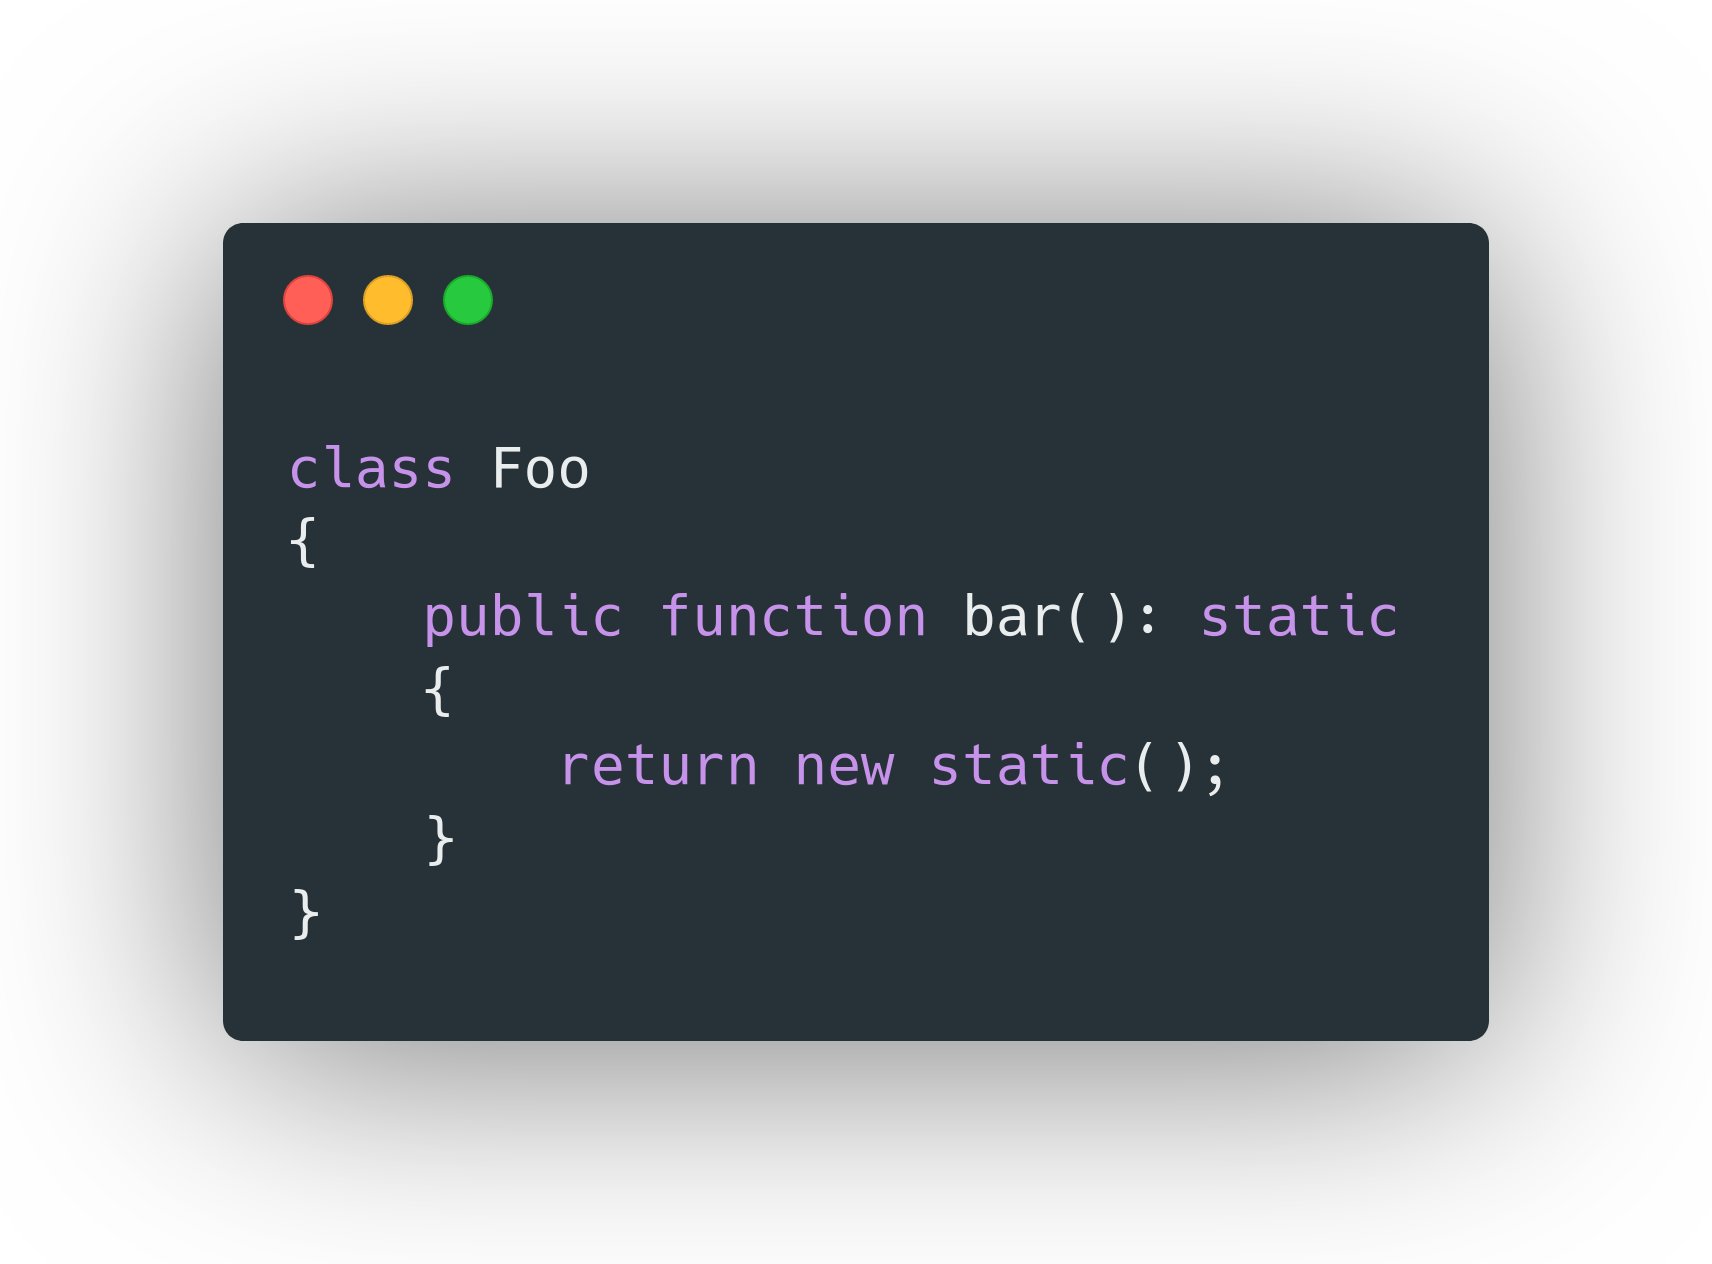 class Foo
{
    public function bar(): static
    {
        return new static();
    }
}